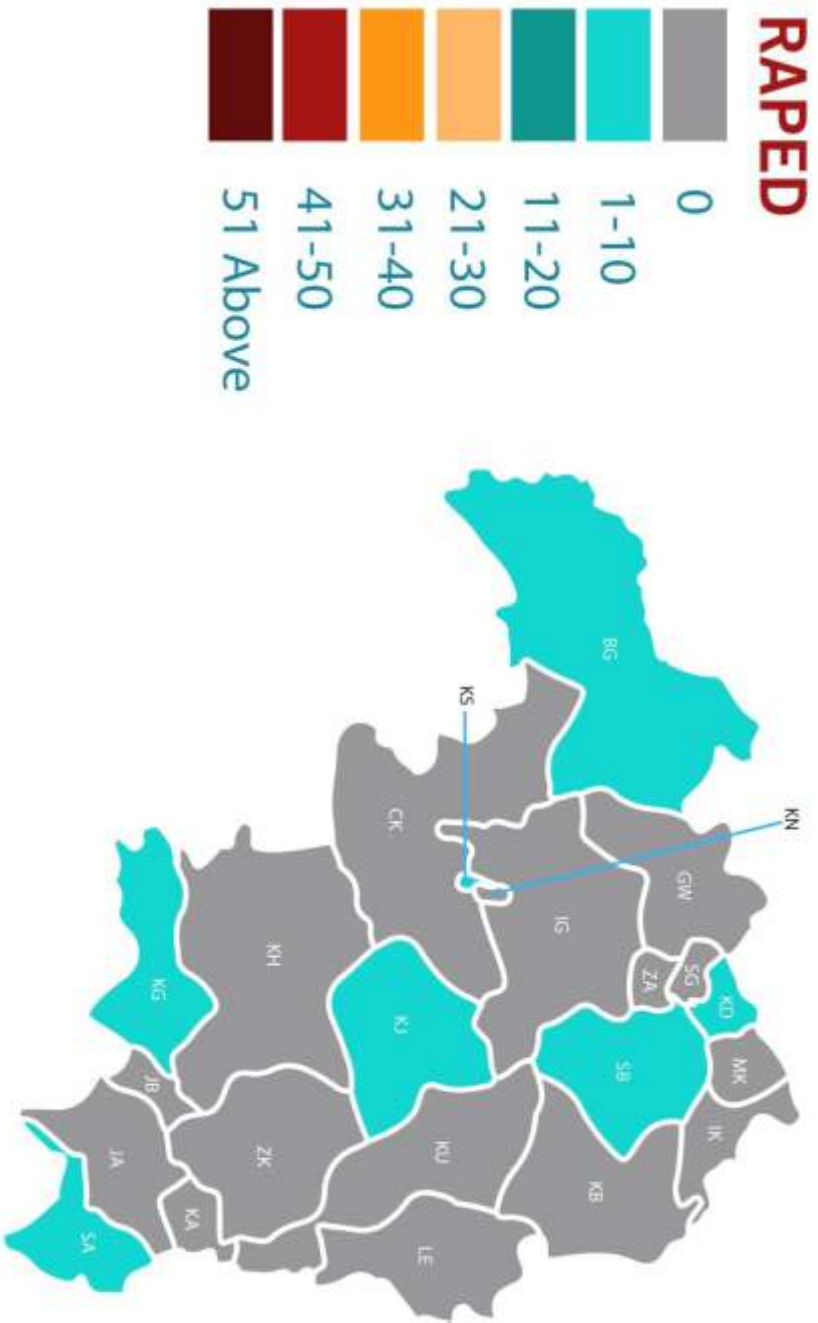 RAPED
0
1-10
11-20
21-30
31-40
41-50
51 Above
BG
KS
KN
CK
GW
IG
SG
ZA
KD
MK
IK
KJ
SB
KH
KG
JB
ZK
KU
KB
JA
KA
LE
SA